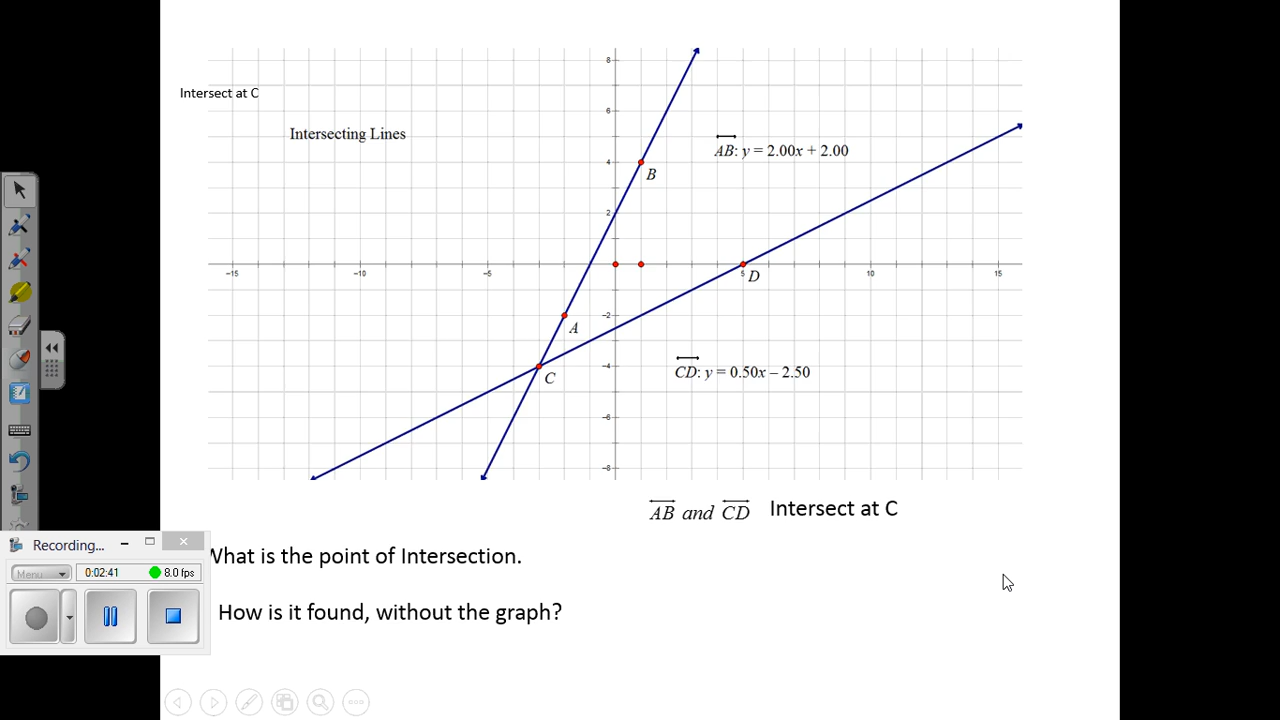 Intersect at C
Intersecting Lines
8
6
AB: y = 2.00x + 2.00
4
B
2
−15
−10
−5
5
10
15
D
−2
A
−4
C
CD: y = 0.50x − 2.50
−6
−8
AB and CD Intersect at C
What is the point of Intersection.
How is it found, without the graph?
Recording...
Menu
0:02:41
8.0 fps